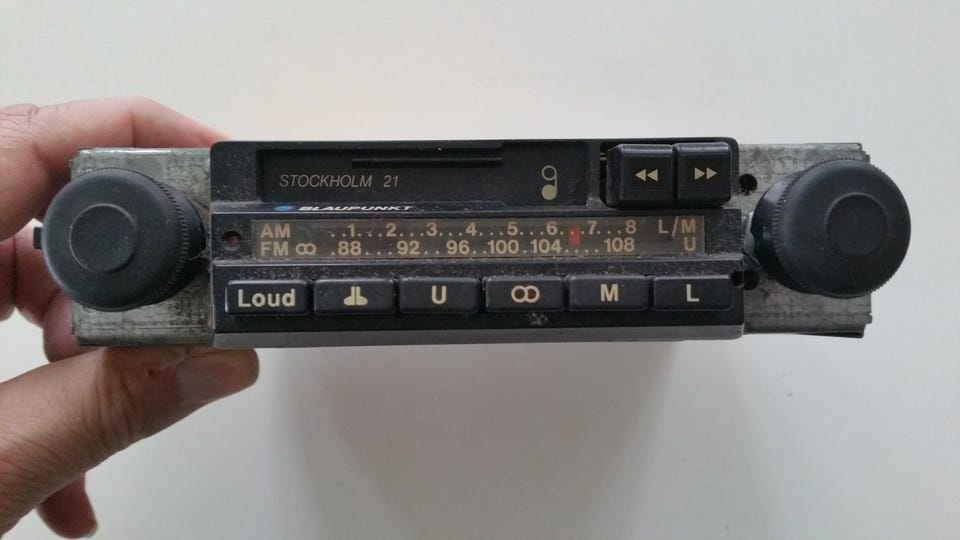 STOCKHOLM 21
BLAUPUNKT
AM ..1...2...3...4...5...6...7...8 L/M
FM 88...92...96...100...104......108 U
Loud U M L